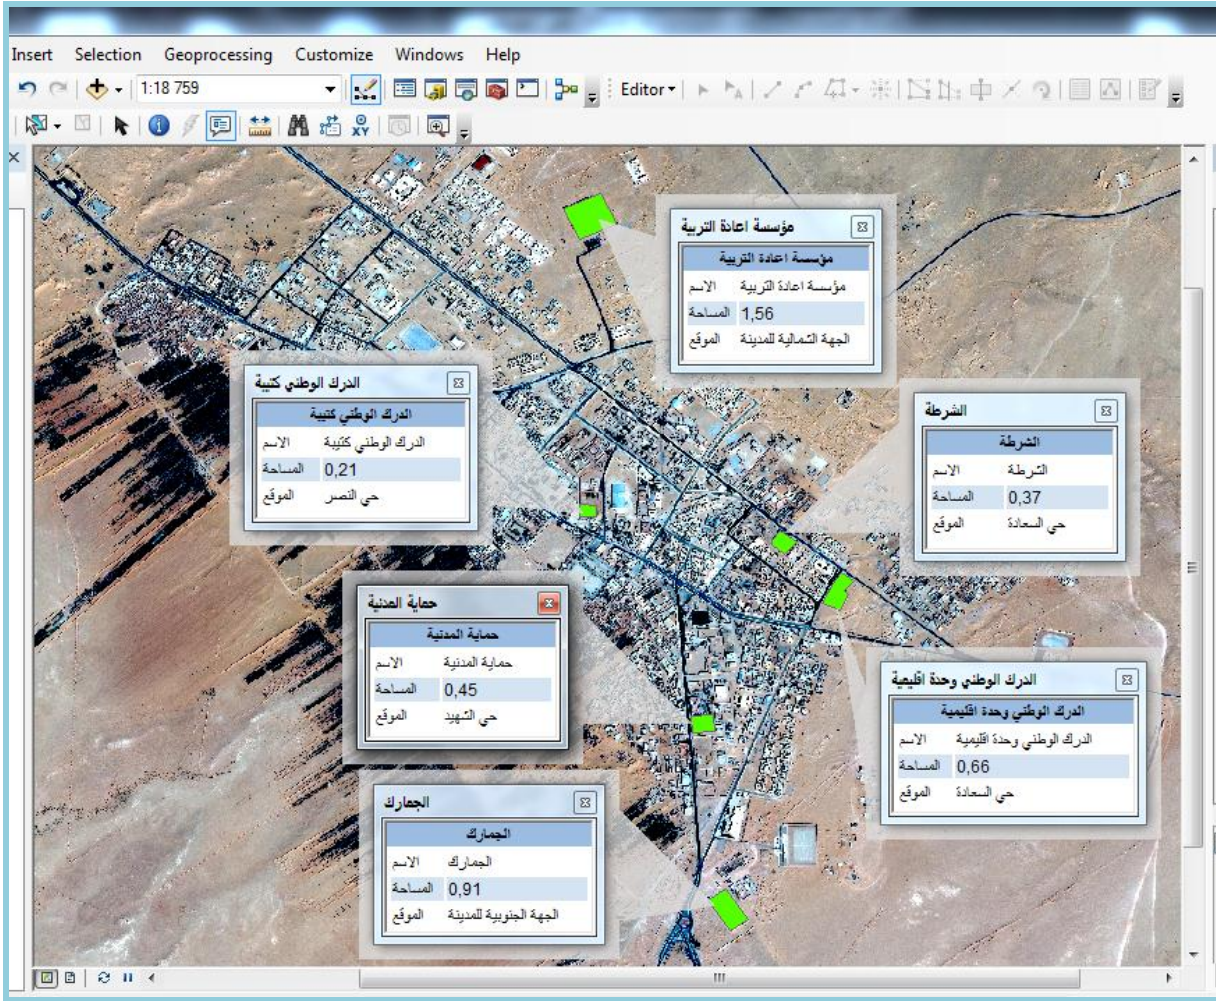 Insert Selection Geoprocessing Customize Windows Help
1:18 759
Editor
XY
مؤسسة اعادة التربية
مؤسسة اعادة التربية
الاسم مؤسسة اعادة التربية
المساحة 1,56
الموقع الجهة الشمالية للمدينة
الدرك الوطني كتيبة
الدرك الوطني كتيبة
الاسم الدرك الوطني كتيبة
المساحة 0,21
الموقع حي النصر
الشرطة
الشرطة
الاسم الشرطة
المساحة 0,37
الموقع حي السعادة
حماية المدنية
حماية المدنية
الاسم حماية المدنية
المساحة 0,45
الموقع حي الشهيد
الدرك الوطني وحدة اقليمية
الدرك الوطني وحدة اقليمية
الاسم الدرك الوطني وحدة اقليمية
المساحة 0,66
الموقع حي السعادة
الجمارك
الجمارك
الاسم الجمارك
المساحة 0,91
الموقع الجهة الجنوبية للمدينة